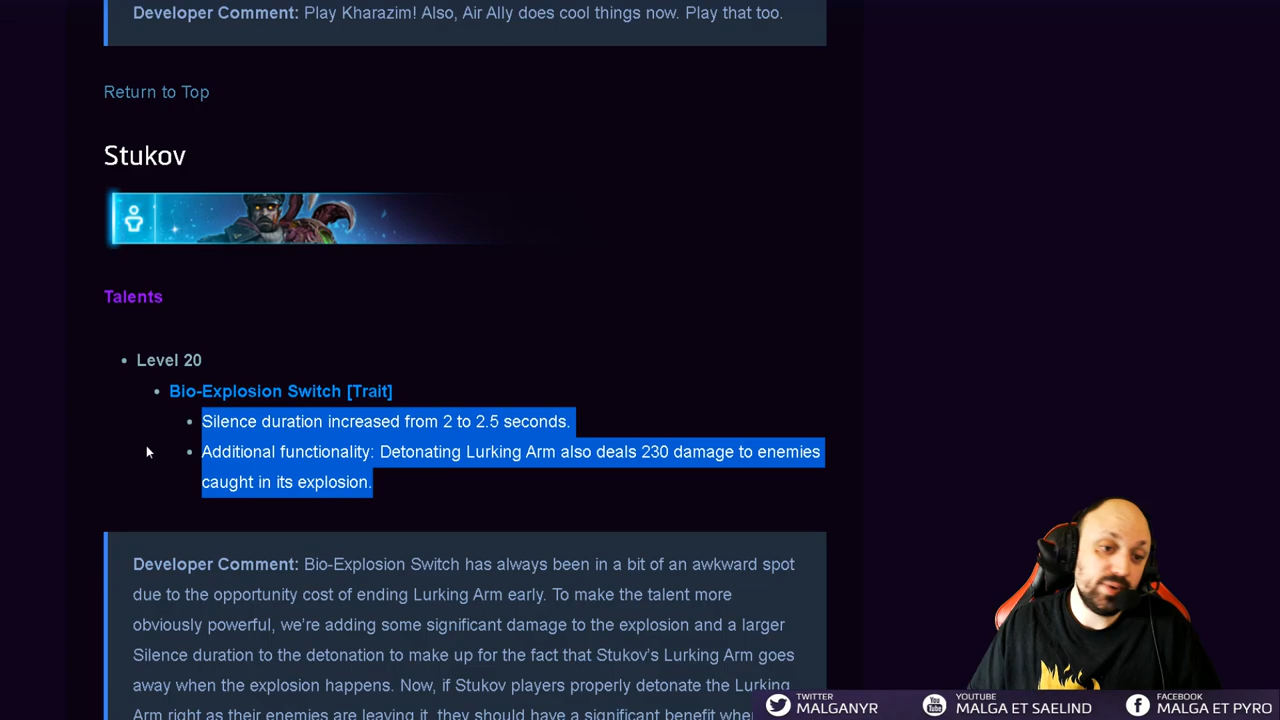 Developer Comment: Play Kharazim! Also, Air Ally does cool things now. Play that too.
Return to Top
Stukov
Talents
• Level 20
• Bio-Explosion Switch [Trait]
• Silence duration increased from 2 to 2.5 seconds.
• Additional functionality: Detonating Lurking Arm also deals 230 damage to enemies
caught in its explosion.
Developer Comment: Bio-Explosion Switch has always been in a bit of an awkward spot
due to the opportunity cost of ending Lurking Arm early. To make the talent more
obviously powerful, we're adding some significant damage to the explosion and a larger
Silence duration to the detonation to make up for the fact that Stukov's Lurking Arm goes
away when the explosion happens. Now, if Stukov players properly detonate the Lurking
Arm right as their enemies are leaving it, they should have a significant benefit when
TWITTER
MALGANYR
YOUTUBE
MALGA ET SAELIND
FACEBOOK
MALGA ET PYRO